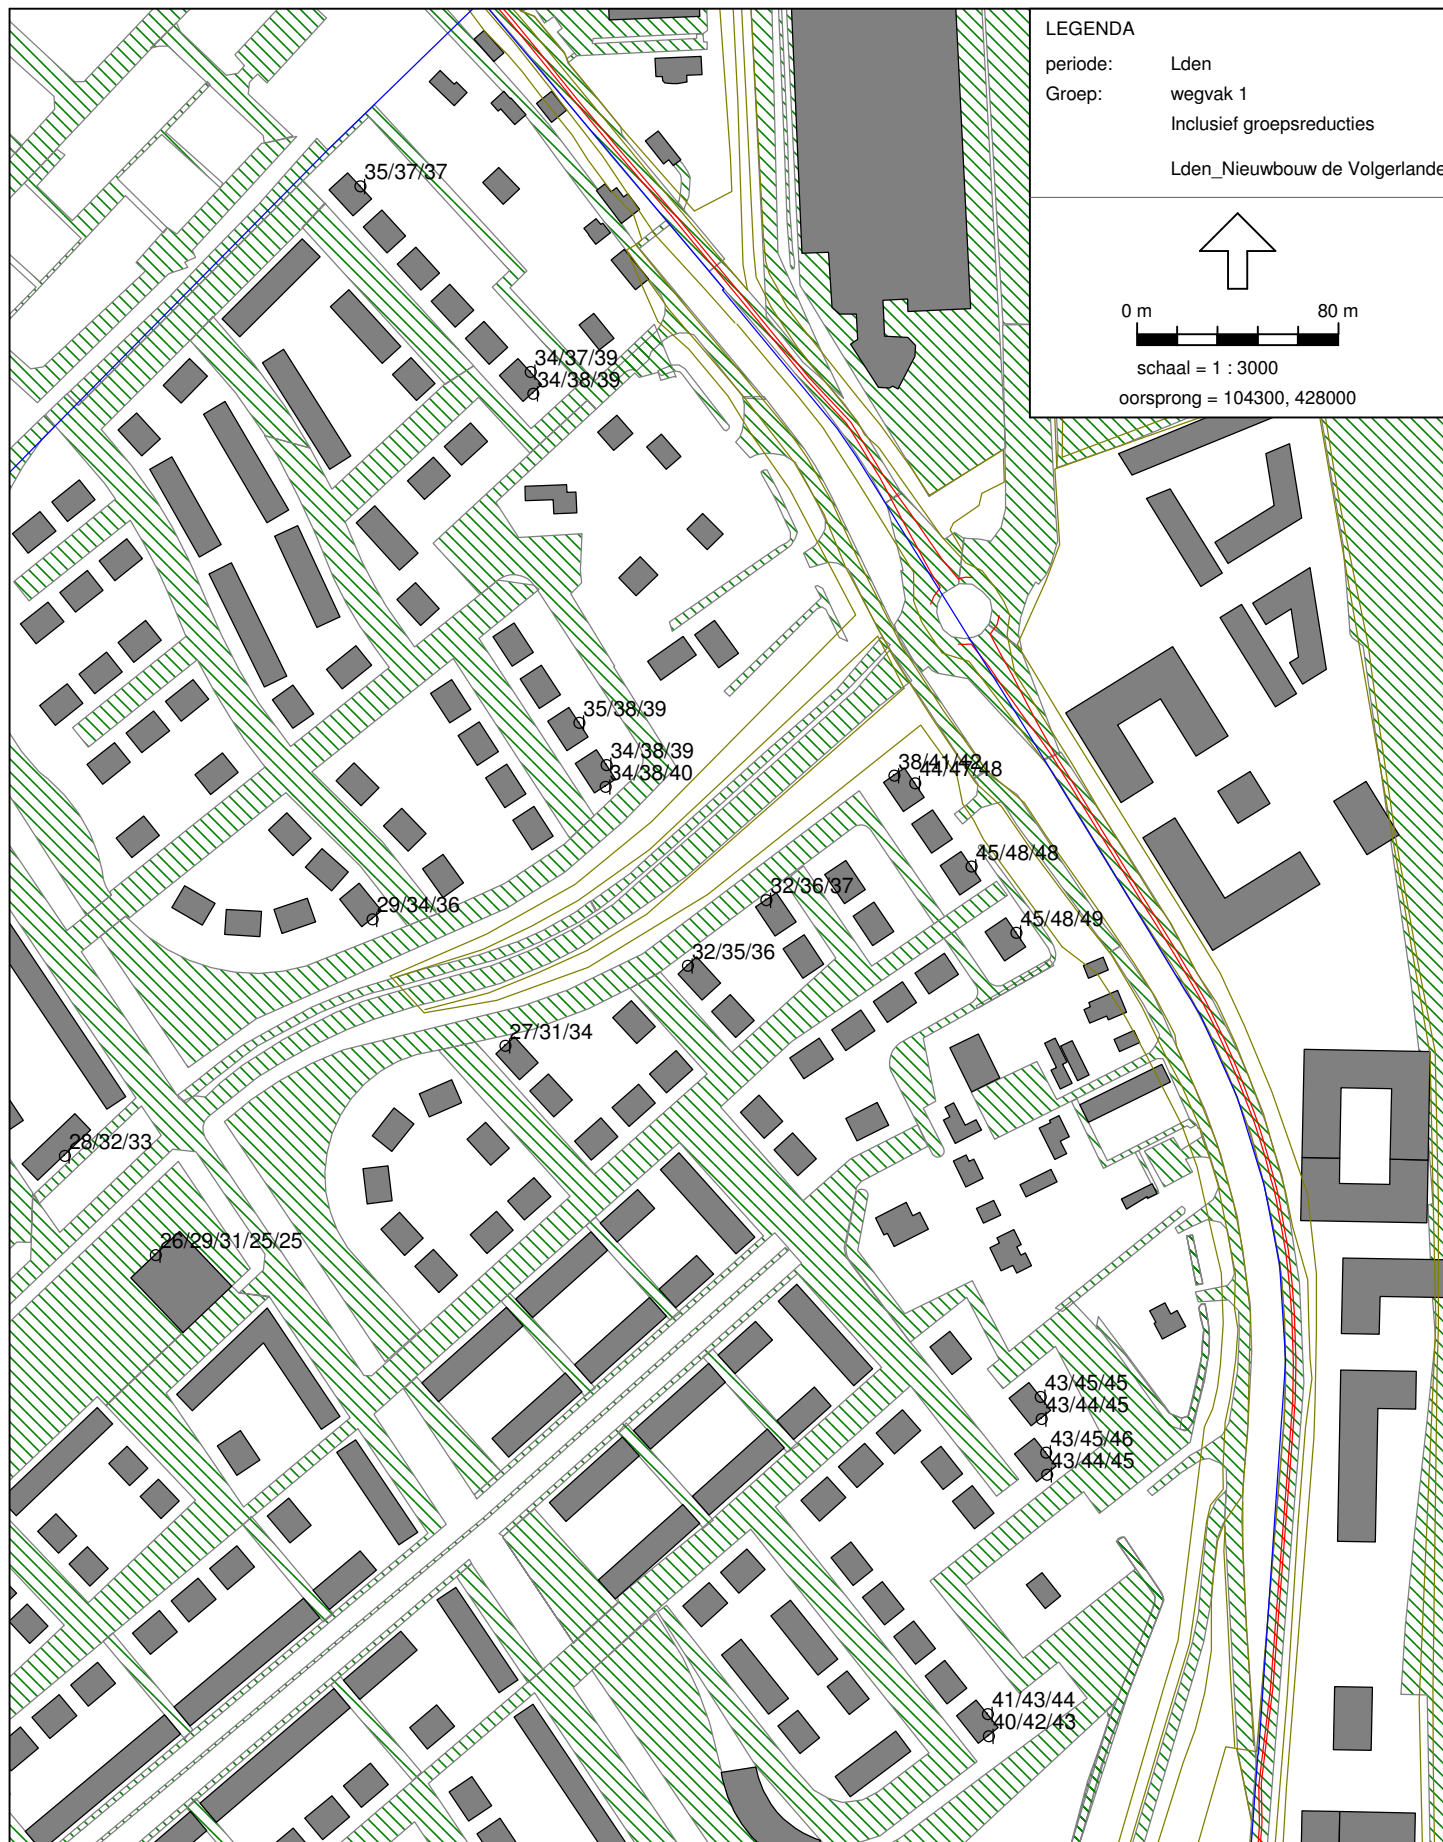 LEGENDA
periode: Lden
Groep: wegvak 1
Inclusief groepsreducties
Lden_Nieuwbouw de Volgerlande
0 m 80 m
schaal = 1 : 3000
oorsprong = 104300, 428000
35/37/37
34/37/39
34/38/39
35/38/39
34/38/39
34/38/40
38/41/42
44/47/48
45/48/48
29/34/36
32/36/37
45/48/49
32/35/36
27/31/34
28/32/33
26/29/31/25/25
43/45/45
43/44/45
43/45/46
43/44/45
41/43/44
40/42/43